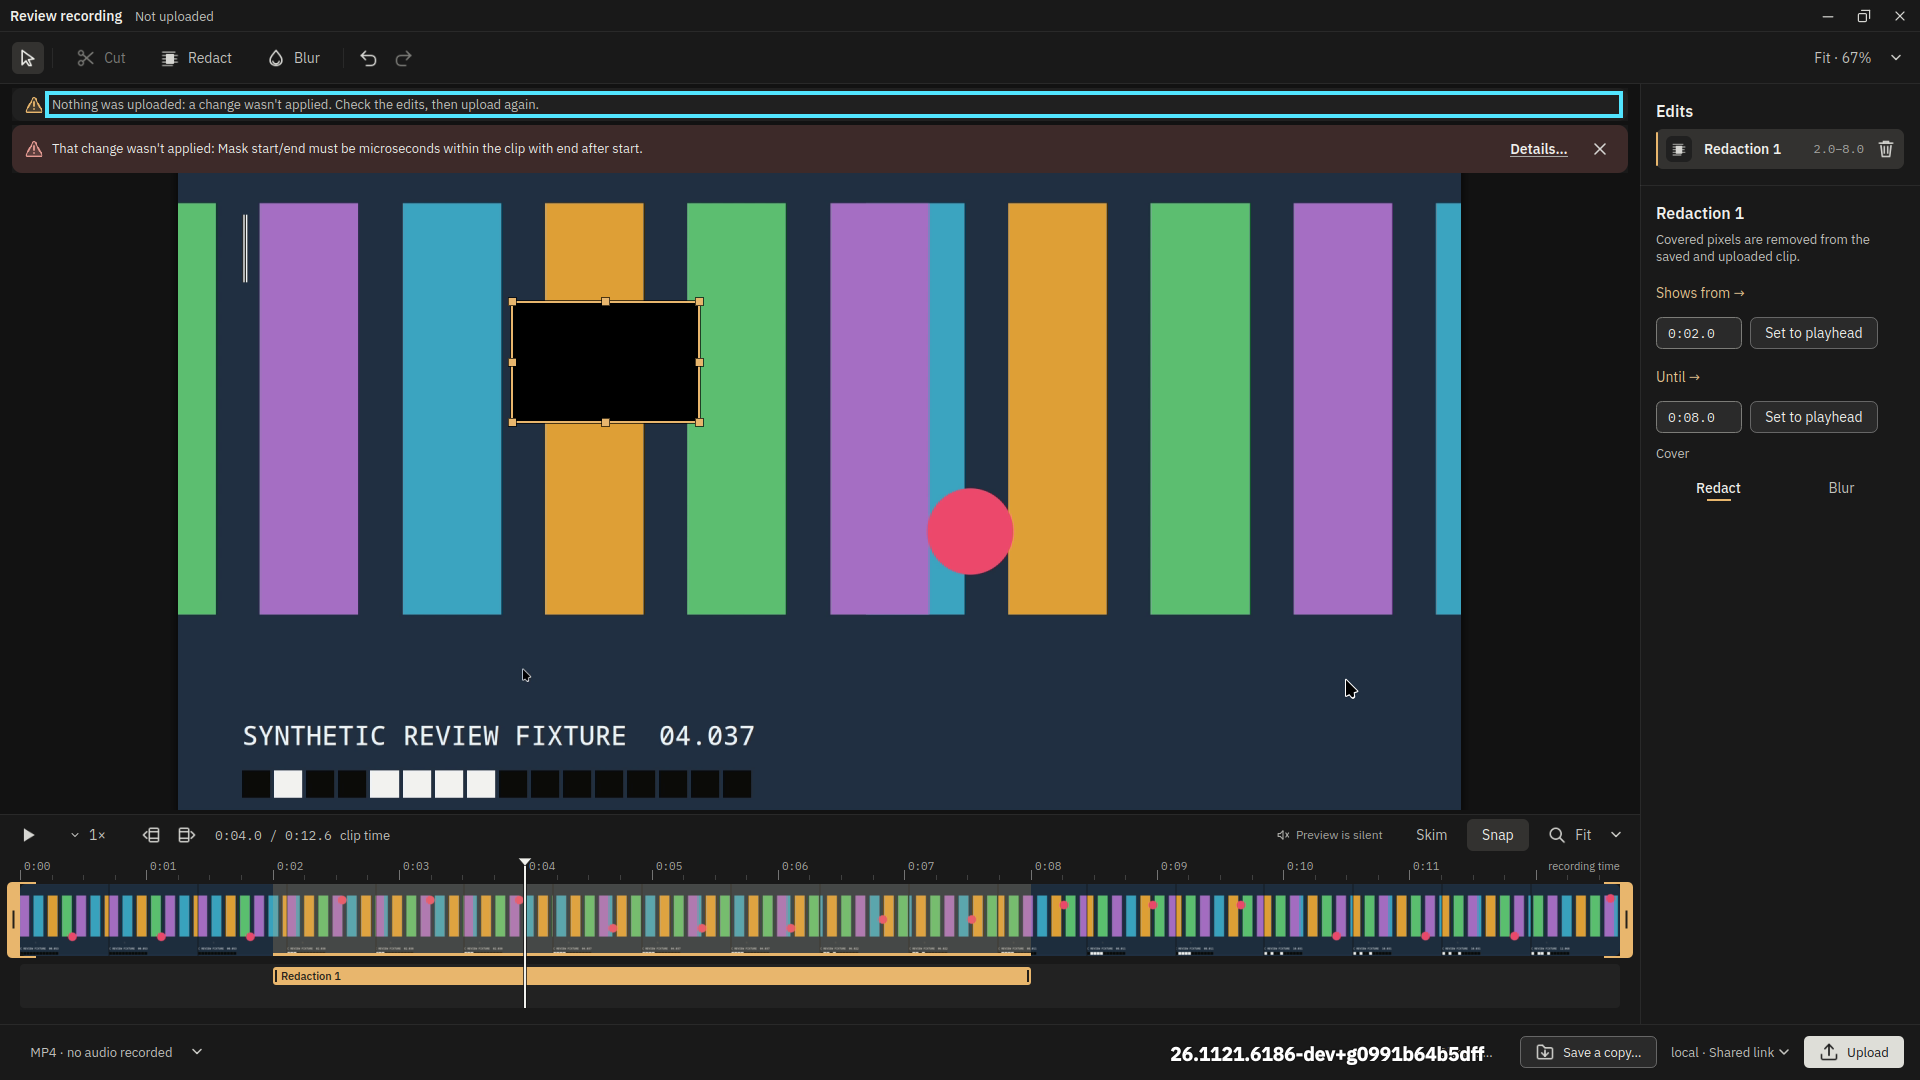 Review recording Not uploaded
Cut Redact Blur Fit · 67%
Nothing was uploaded: a change wasn't applied. Check the edits, then upload again.
That change wasn't applied: Mask start/end must be microseconds within the clip with end after start. Details...
Edits
Redaction 1 2.0–8.0
Redaction 1
Covered pixels are removed from the
saved and uploaded clip.
Shows from →
0:02.0 Set to playhead
Until →
0:08.0 Set to playhead
Cover
Redact Blur
SYNTHETIC REVIEW FIXTURE 04.037
1× 0:04.0 / 0:12.6 clip time Preview is silent Skim Snap Fit
0:00 0:01 0:02 0:03 0:04 0:05 0:06 0:07 0:08 0:09 0:10 0:11 recording time
Redaction 1
MP4 · no audio recorded 26.1121.6186-dev+g0991b64b5dff... Save a copy... local · Shared link Upload